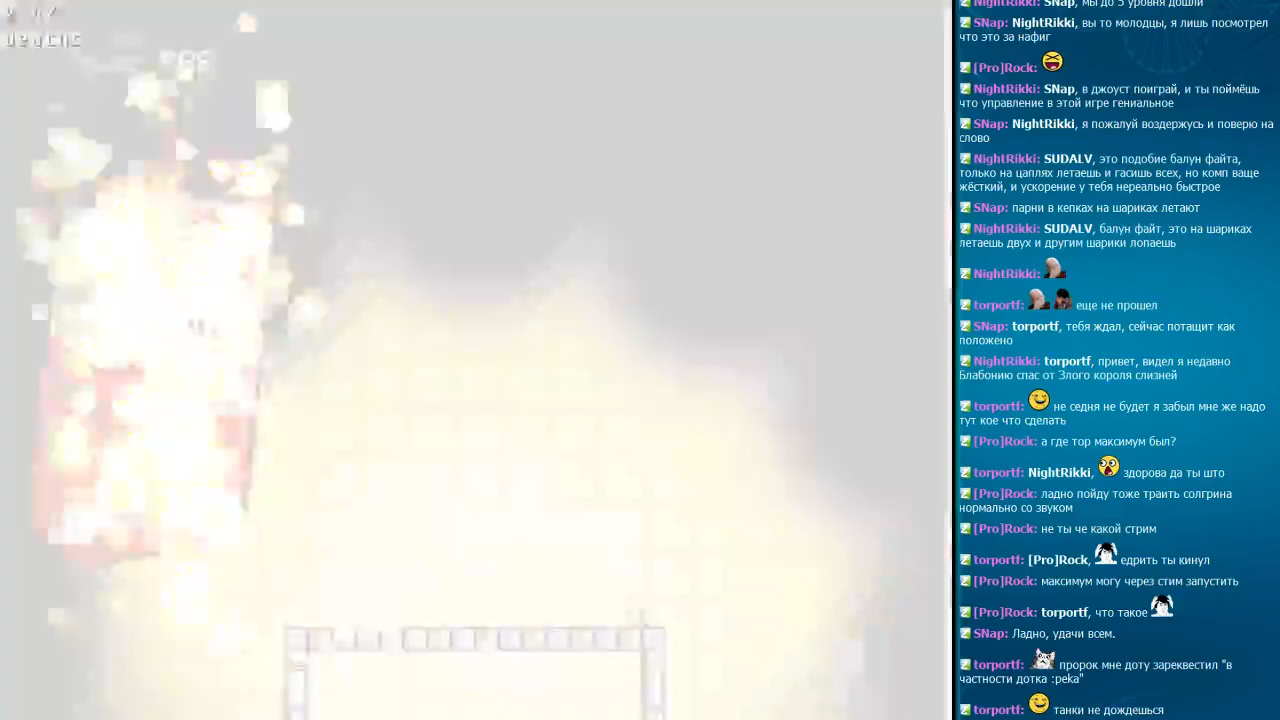 deaths
NightRikki: SNap, мы до 5 уровня дошли
SNap: NightRikki, вы то молодцы, я лишь посмотрел
что это за нафиг
[Pro]Rock:
NightRikki: SNap, в джоуст поиграй, и ты поймёшь
что управление в этой игре гениальное
SNap: NightRikki, я пожалуй воздержусь и поверю на
слово
NightRikki: SUDALV, это подобие балун файта,
только на цаплях летаешь и гасишь всех, но комп ваще
жёсткий, и ускорение у тебя нереально быстрое
SNap: парни в кепках на шариках летают
NightRikki: SUDALV, балун файт, это на шариках
летаешь двух и другим шарики лопаешь
NightRikki:
torportf: еще не прошел
SNap: torportf, тебя ждал, сейчас потащит как
положено
NightRikki: torportf, привет, видел я недавно
Блабонию спас от Злого короля слизней
torportf: не седня не будет я забыл мне же надо
тут кое что сделать
[Pro]Rock: а где тор максимум был?
torportf: NightRikki, здорова да ты што
[Pro]Rock: ладно пойду тоже траить солгрина
нормально со звуком
[Pro]Rock: не ты че какой стрим
torportf: [Pro]Rock, едрить ты кинул
[Pro]Rock: максимум могу через стим запустить
[Pro]Rock: torportf, что такое
SNap: Ладно, удачи всем.
torportf: пророк мне доту зареквестил "в
частности дотка :peka"
torportf: танки не дождешься